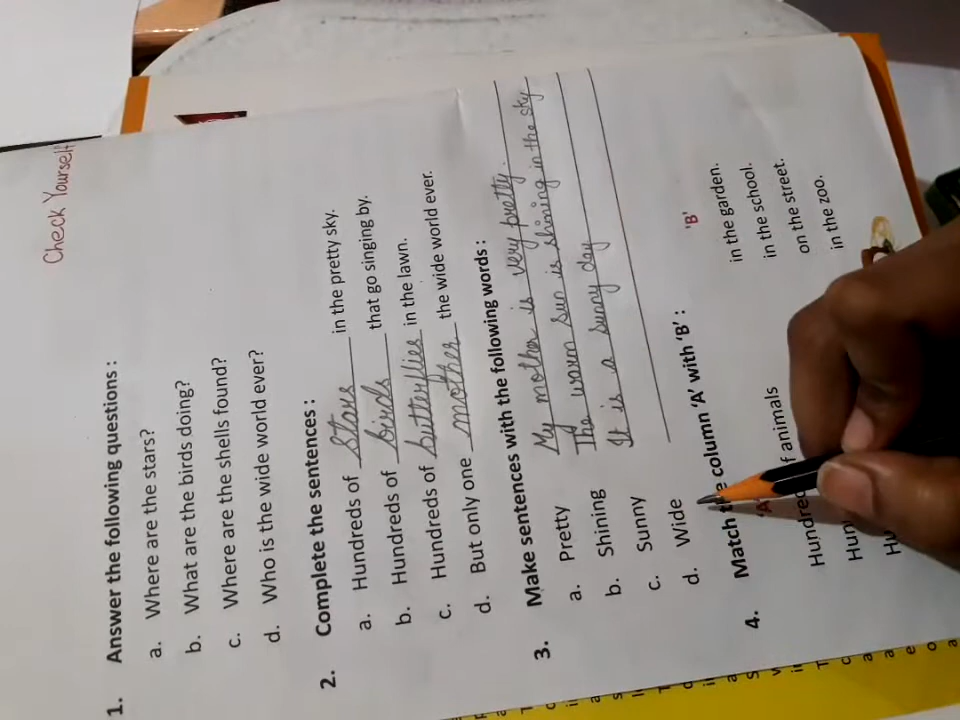 Check Yourself
1. Answer the following questions :
a. Where are the stars?
b. What are the birds doing?
c. Where are the shells found?
d. Who is the wide world ever?
2. Complete the sentences :
a. Hundreds of stars in the pretty sky.
b. Hundreds of birds that go singing by.
c. Hundreds of butterflies in the lawn.
d. But only one mother the wide world ever.
3. Make sentences with the following words :
a. Pretty My mother is very pretty.
b. Shining The warm sun is shining in the sky
c. Sunny It is a sunny day
d. Wide
4. Match the column 'A' with 'B' :
'B'
in the garden.
of animals in the school.
on the street.
in the zoo.